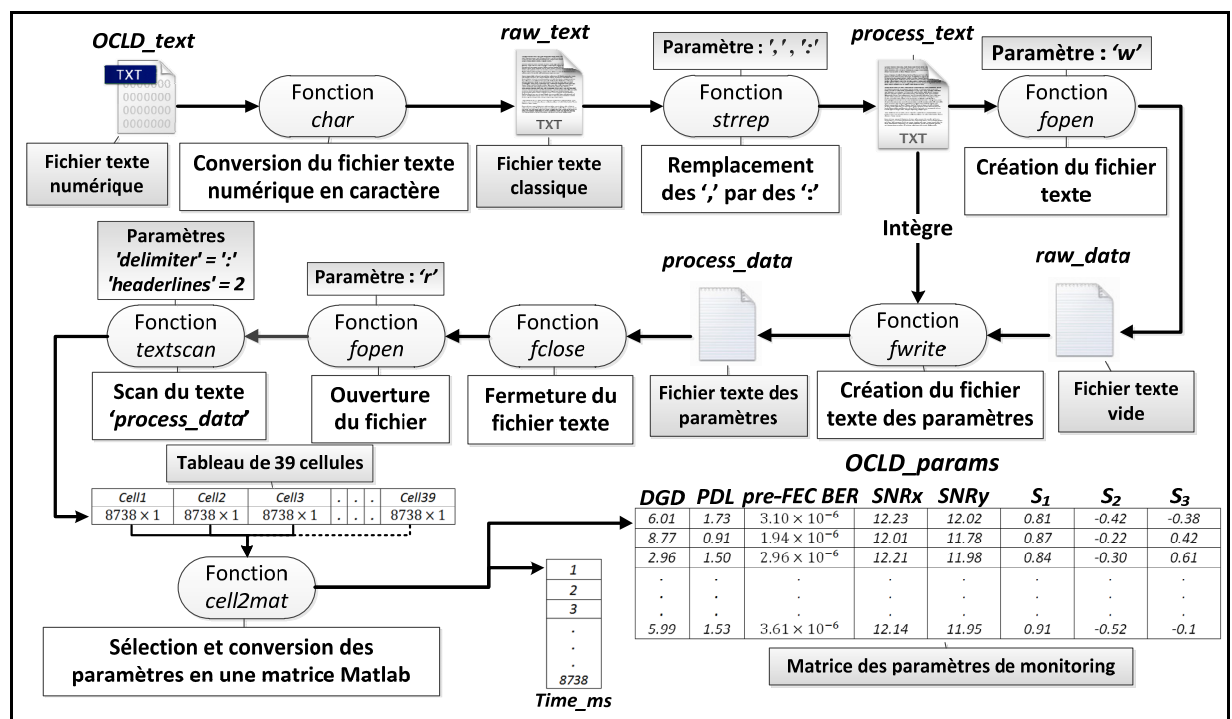 OCLD_text
TXT
Fichier texte
numérique
Fonction
char
Conversion du fichier texte
numérique en caractère
raw_text
TXT
Fichier texte
classique
Paramètre : ',', ':'
Fonction
strrep
Remplacement
des ‘,’ par des ‘:’
process_text
TXT
Paramètre : ‘w’
Fonction
fopen
Création du fichier
texte
Intègre
raw_data
Fichier texte
vide
Fonction
fwrite
Création du fichier
texte des paramètres
process_data
Fichier texte des
paramètres
Fonction
fclose
Fermeture du
fichier texte
Paramètre : ‘r’
Fonction
fopen
Ouverture
du fichier
Paramètres
'delimiter' = ':'
'headerlines' = 2
Fonction
textscan
Scan du texte
‘process_data’
Tableau de 39 cellules
Cell1 Cell2 Cell3 . . . Cell39
8738 × 1 8738 × 1 8738 × 1 . . . 8738 × 1
Fonction
cell2mat
Sélection et conversion des
paramètres en une matrice Matlab
1
2
3
.
.
.
8738
Time_ms
OCLD_params
DGD PDL pre-FEC BER SNRx SNRy S1 S2 S3
6.01 1.73 3.10 × 10⁻⁶ 12.23 12.02 0.81 -0.42 -0.38
8.77 0.91 1.94 × 10⁻⁶ 12.01 11.78 0.87 -0.22 0.42
2.96 1.50 2.96 × 10⁻⁶ 12.21 11.98 0.84 -0.30 0.61
. . . . . . . .
. . . . . . . .
. . . . . . . .
5.99 1.53 3.61 × 10⁻⁶ 12.14 11.95 0.91 -0.52 -0.1
Matrice des paramètres de monitoring